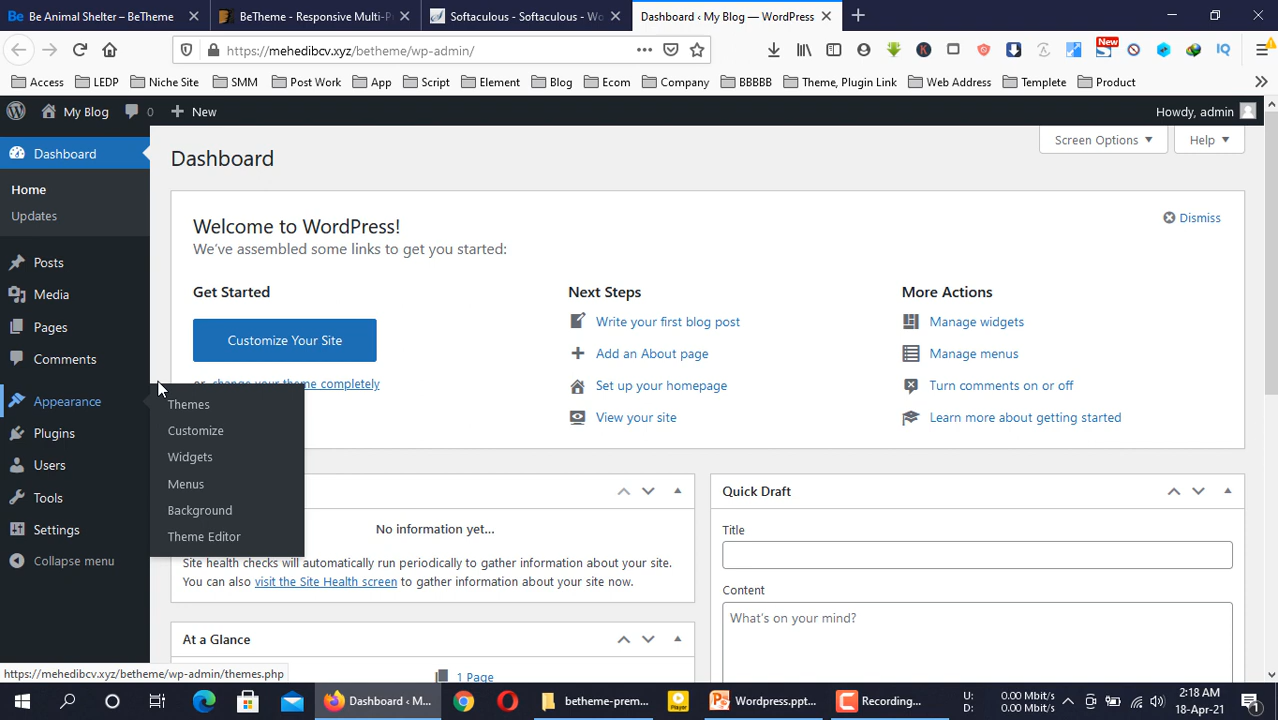 Be Animal Shelter – BeTheme
BeTheme - Responsive Multi-P
Softaculous - Softaculous - Wo
Dashboard ‹ My Blog — WordPress
https://mehedibcv.xyz/betheme/wp-admin/
New
IQ
Access
LEDP
Niche Site
SMM
Post Work
App
Script
Element
Blog
Ecom
Company
BBBBB
Theme, Plugin Link
Web Address
Templete
Product
My Blog
0
New
Howdy, admin
Dashboard
Home
Updates
Posts
Media
Pages
Comments
Appearance
Plugins
Users
Tools
Settings
Collapse menu
Themes
Customize
Widgets
Menus
Background
Theme Editor
Screen Options
Help
Dashboard
Welcome to WordPress!
We've assembled some links to get you started:
Dismiss
Get Started
Customize Your Site
or, change your theme completely
Next Steps
Write your first blog post
Add an About page
Set up your homepage
View your site
More Actions
Manage widgets
Manage menus
Turn comments on or off
Learn more about getting started
No information yet...
Site health checks will automatically run periodically to gather information about your site.
You can also visit the Site Health screen to gather information about your site now.
At a Glance
1 Page
Quick Draft
Title
Content
What's on your mind?
https://mehedibcv.xyz/betheme/wp-admin/themes.php
Dashboard ‹ M...
betheme-prem...
Player
Wordpress.ppt...
Recording...
U: 0.00 Mbit/s
D: 0.00 Mbit/s
2:18 AM
18-Apr-21
1